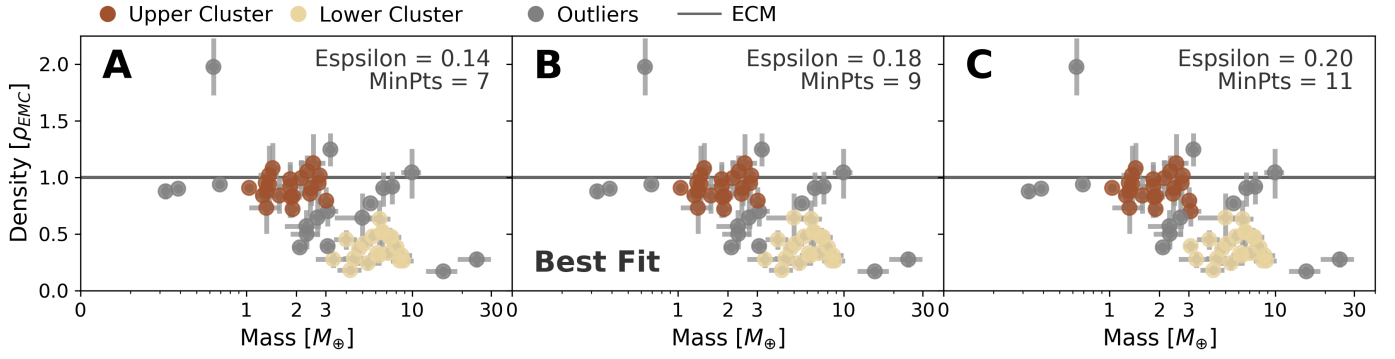 Upper Cluster Lower Cluster Outliers ECM
A Espsilon = 0.14
MinPts = 7
B Espsilon = 0.18
MinPts = 9
Best Fit
C Espsilon = 0.20
MinPts = 11
Density [ρEMC]
2.0
1.5
1.0
0.5
0.0
0 1 2 3 10 30 0 1 2 3 10 30 0 1 2 3 10 30
Mass [M⊕] Mass [M⊕] Mass [M⊕]